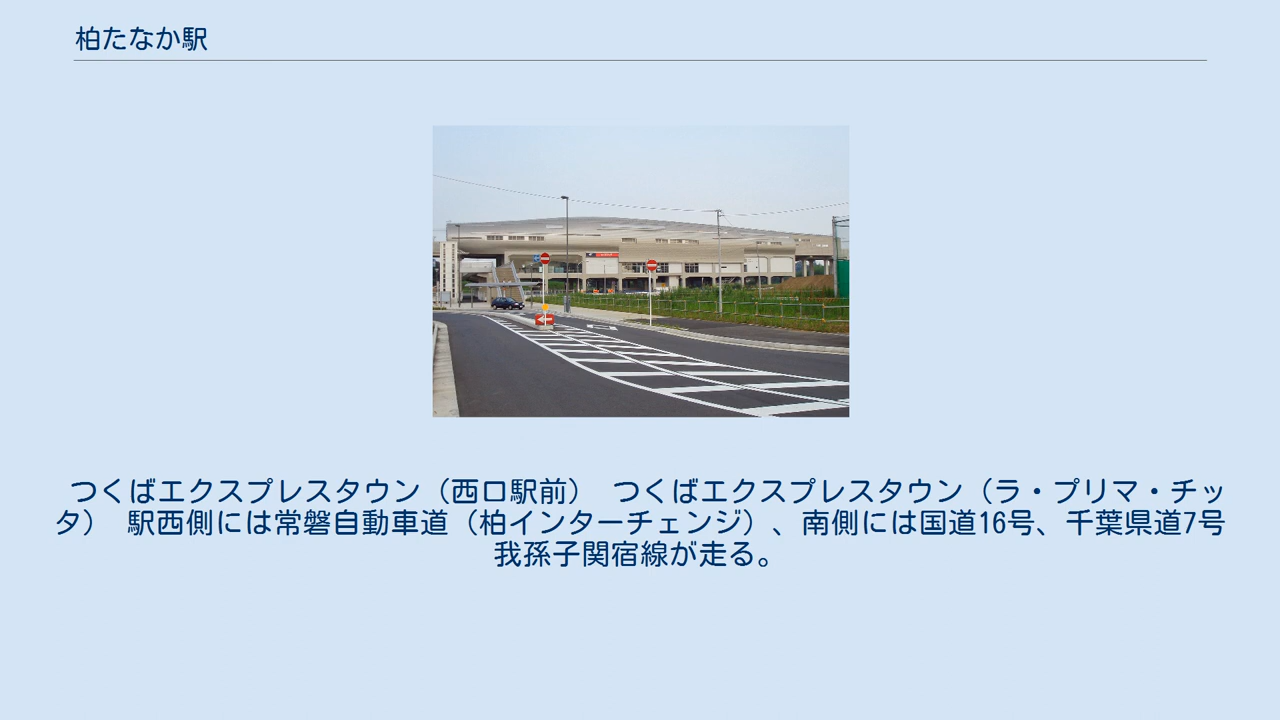 柏たなか駅
つくばエクスプレスタウン（西口駅前）　つくばエクスプレスタウン（ラ・プリマ・チッ
タ）　駅西側には常磐自動車道（柏インターチェンジ）、南側には国道16号、千葉県道7号
我孫子関宿線が走る。